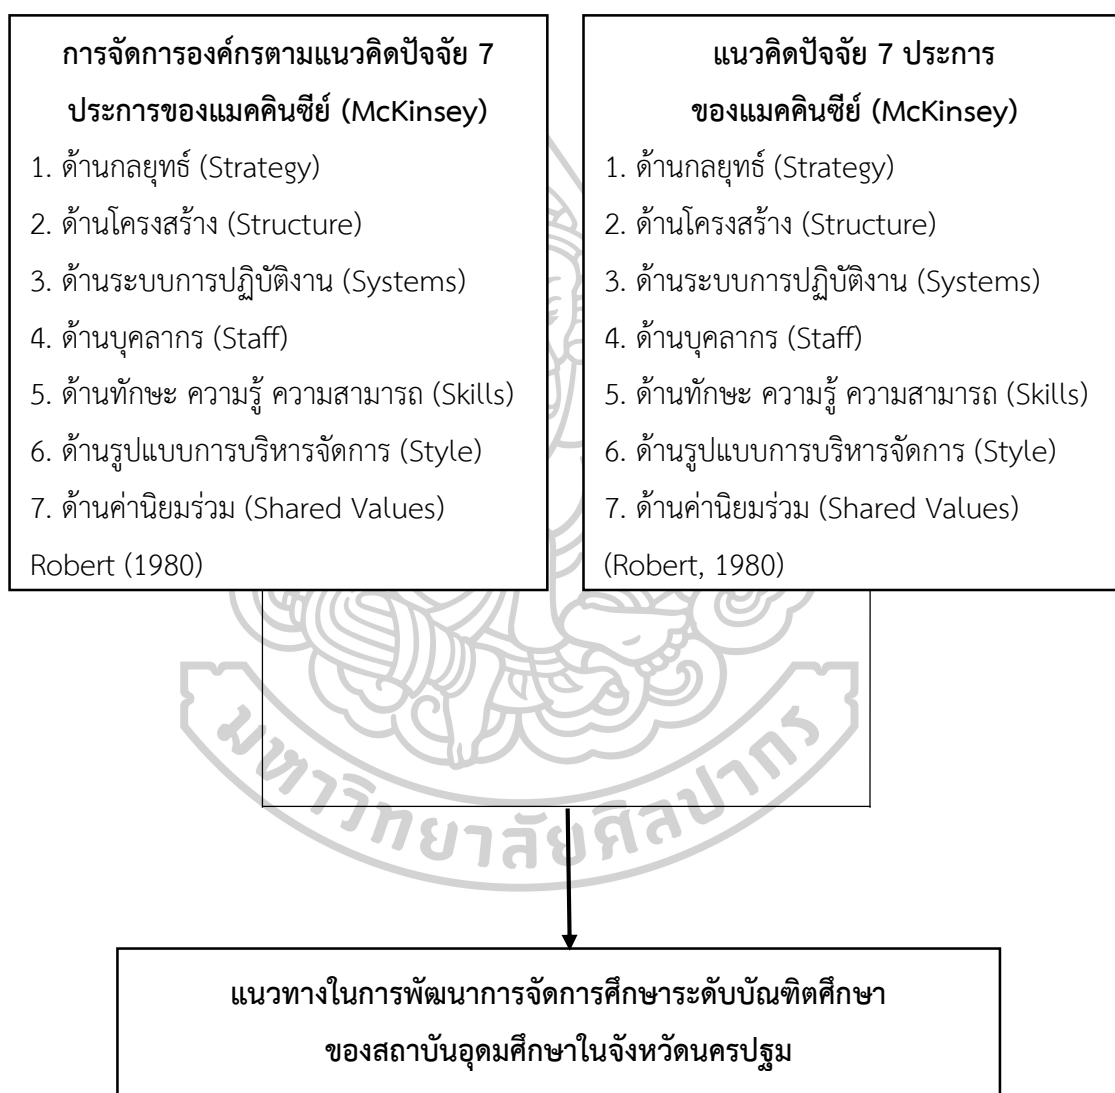 การจัดการองค์กรตามแนวคิดปัจจัย 7
ประการของแมคคินซีย์ (McKinsey)
1. ด้านกลยุทธ์ (Strategy)
2. ด้านโครงสร้าง (Structure)
3. ด้านระบบการปฏิบัติงาน (Systems)
4. ด้านบุคลากร (Staff)
5. ด้านทักษะ ความรู้ ความสามารถ (Skills)
6. ด้านรูปแบบการบริหารจัดการ (Style)
7. ด้านค่านิยมร่วม (Shared Values)
Robert (1980)
แนวคิดปัจจัย 7 ประการ
ของแมคคินซีย์ (McKinsey)
1. ด้านกลยุทธ์ (Strategy)
2. ด้านโครงสร้าง (Structure)
3. ด้านระบบการปฏิบัติงาน (Systems)
4. ด้านบุคลากร (Staff)
5. ด้านทักษะ ความรู้ ความสามารถ (Skills)
6. ด้านรูปแบบการบริหารจัดการ (Style)
7. ด้านค่านิยมร่วม (Shared Values)
(Robert, 1980)
มหาวิทยาลัยศิลปากร
แนวทางในการพัฒนาการจัดการศึกษาระดับบัณฑิตศึกษา
ของสถาบันอุดมศึกษาในจังหวัดนครปฐม